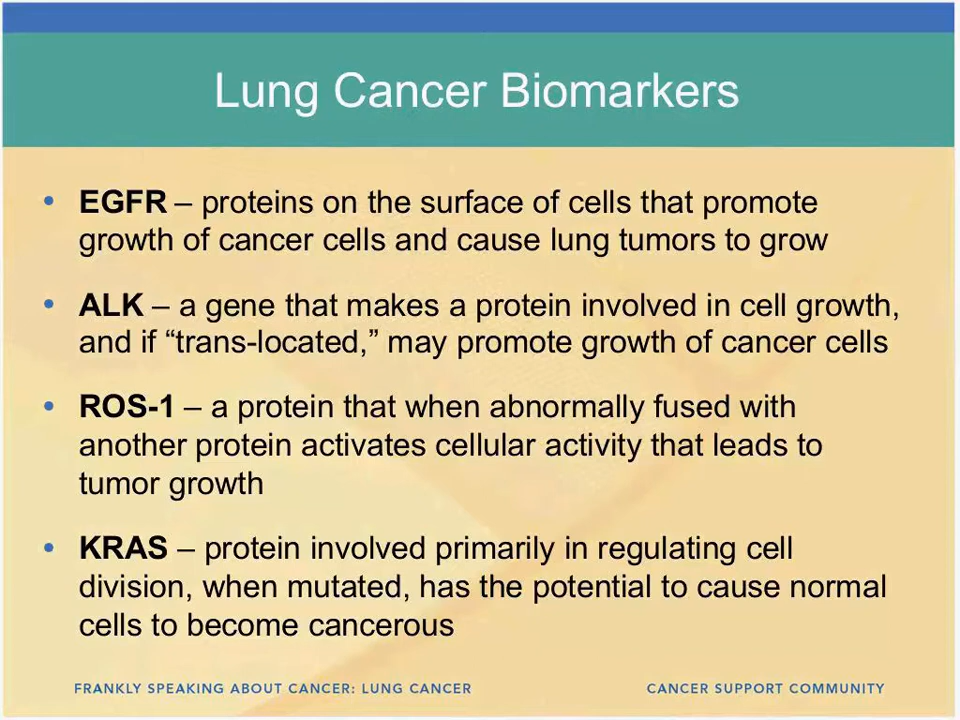 Lung Cancer Biomarkers
• EGFR – proteins on the surface of cells that promote
growth of cancer cells and cause lung tumors to grow
• ALK – a gene that makes a protein involved in cell growth,
and if “trans-located,” may promote growth of cancer cells
• ROS-1 – a protein that when abnormally fused with
another protein activates cellular activity that leads to
tumor growth
• KRAS – protein involved primarily in regulating cell
division, when mutated, has the potential to cause normal
cells to become cancerous
FRANKLY SPEAKING ABOUT CANCER: LUNG CANCER
CANCER SUPPORT COMMUNITY